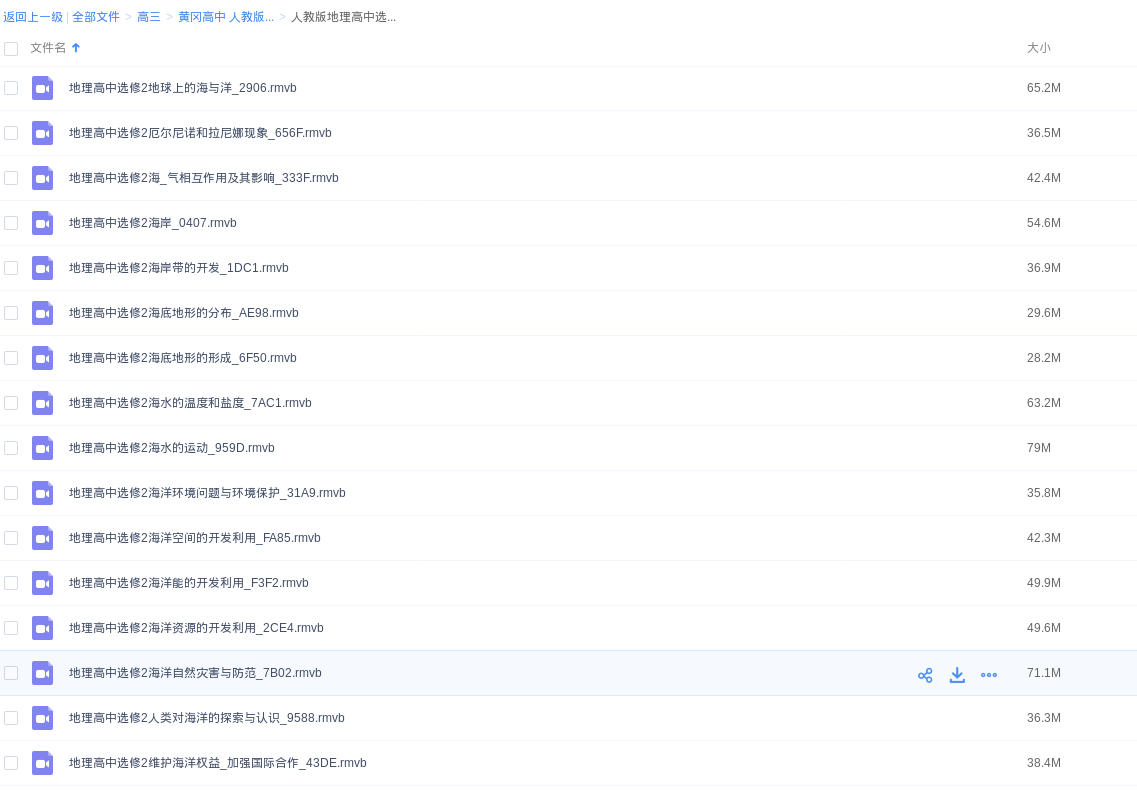 返回上一级 | 全部文件 > 高三 > 黄冈高中 人教版... > 人教版地理高中选...
文件名 大小
地理高中选修2地球上的海与洋_2906.rmvb 65.2M
地理高中选修2厄尔尼诺和拉尼娜现象_656F.rmvb 36.5M
地理高中选修2海_气相互作用及其影响_333F.rmvb 42.4M
地理高中选修2海岸_0407.rmvb 54.6M
地理高中选修2海岸带的开发_1DC1.rmvb 36.9M
地理高中选修2海底地形的分布_AE98.rmvb 29.6M
地理高中选修2海底地形的形成_6F50.rmvb 28.2M
地理高中选修2海水的温度和盐度_7AC1.rmvb 63.2M
地理高中选修2海水的运动_959D.rmvb 79M
地理高中选修2海洋环境问题与环境保护_31A9.rmvb 35.8M
地理高中选修2海洋空间的开发利用_FA85.rmvb 42.3M
地理高中选修2海洋能的开发利用_F3F2.rmvb 49.9M
地理高中选修2海洋资源的开发利用_2CE4.rmvb 49.6M
地理高中选修2海洋自然灾害与防范_7B02.rmvb 71.1M
地理高中选修2人类对海洋的探索与认识_9588.rmvb 36.3M
地理高中选修2维护海洋权益_加强国际合作_43DE.rmvb 38.4M